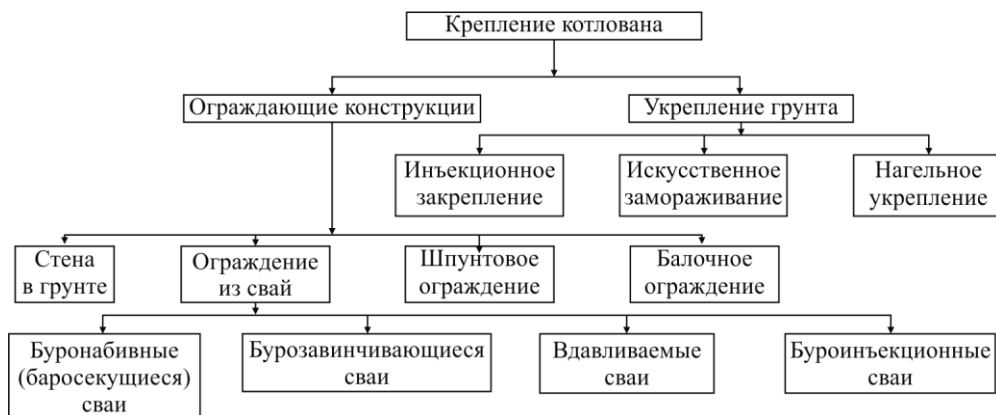 Крепление котлована
Ограждающие конструкции
Укрепление грунта
Инъекционное
закрепление
Искусственное
замораживание
Нагельное
укрепление
Стена
в грунте
Ограждение
из свай
Шпунтовое
ограждение
Балочное
ограждение
Буронабивные
(баросекущиеся)
сваи
Бурозавинчивающиеся
сваи
Вдавливаемые
сваи
Буроинъекционные
сваи